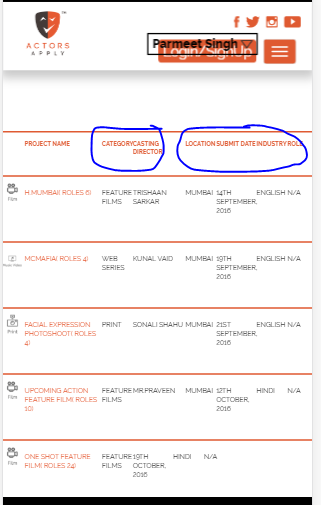 TM
ACTORS
APPLY
Parmeet Singh
Login/SignUp
PROJECT NAME CATEGORY CASTING DIRECTOR LOCATION SUBMIT DATE INDUSTRY ROLE
Film
H.MUMBAI( ROLES 6)
FEATURE FILMS
TRISHAAN SARKAR
MUMBAI
14TH SEPTEMBER, 2016
ENGLISH
N/A
MCMAFIA( ROLES 4)
WEB SERIES
KUNAL VAID
MUMBAI
19TH SEPTEMBER, 2016
ENGLISH
N/A
Print
FACIAL EXPRESSION
PHOTOSHOOT( ROLES
4)
PRINT
SONALI SHAHU
MUMBAI
21ST SEPTEMBER, 2016
ENGLISH
N/A
Film
UPCOMING ACTION
FEATURE FILM( ROLES
10)
FEATURE FILMS
MR.PRAVEEN
MUMBAI
12TH OCTOBER, 2016
HINDI
N/A
Film
ONE SHOT FEATURE
FILM( ROLES 24)
FEATURE FILMS
19TH OCTOBER, 2016
HINDI
N/A